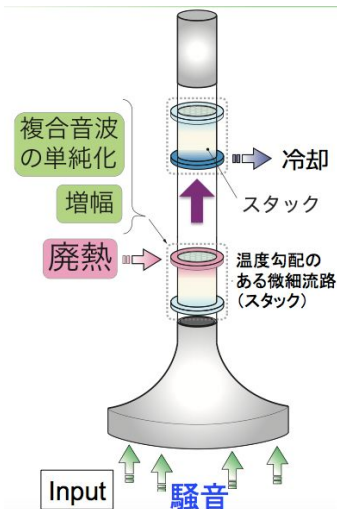 複合音波
の単純化
冷却
スタック
増幅
廃熱
温度勾配の
ある微細流路
(スタック)
Input
騒音